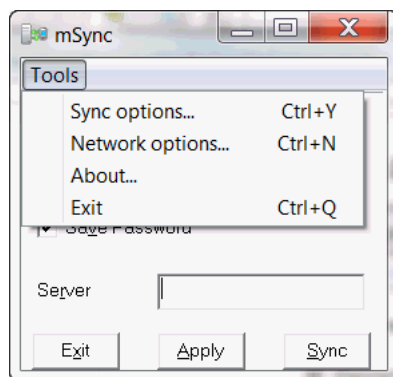 mSync
Tools
Sync options... Ctrl+Y
Network options... Ctrl+N
About...
Exit Ctrl+Q
Save Password
Server
Exit Apply Sync